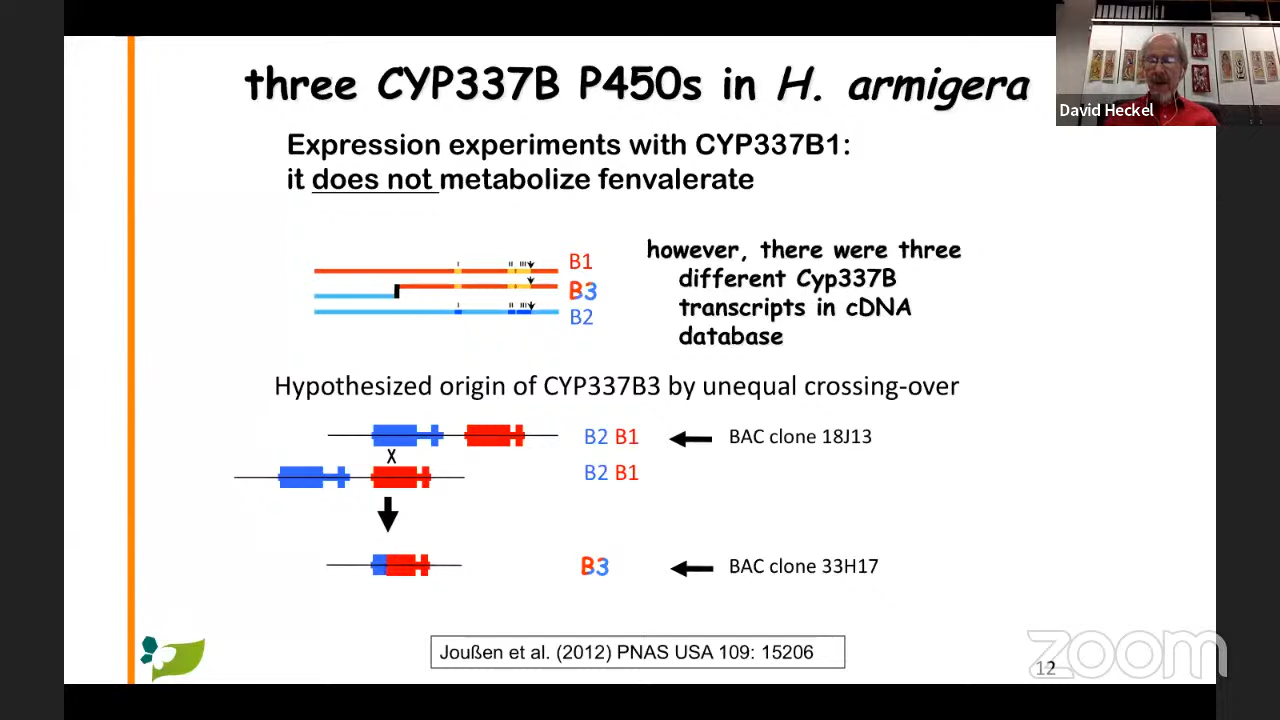 three CYP337B P450s in H. armigera
David Heckel
Expression experiments with CYP337B1:
it does not metabolize fenvalerate
B1
B3
B2
however, there were three
different Cyp337B
transcripts in cDNA
database
Hypothesized origin of CYP337B3 by unequal crossing-over
B2 B1
BAC clone 18J13
X
B2 B1
B3
BAC clone 33H17
Joußen et al. (2012) PNAS USA 109: 15206
zoom
12